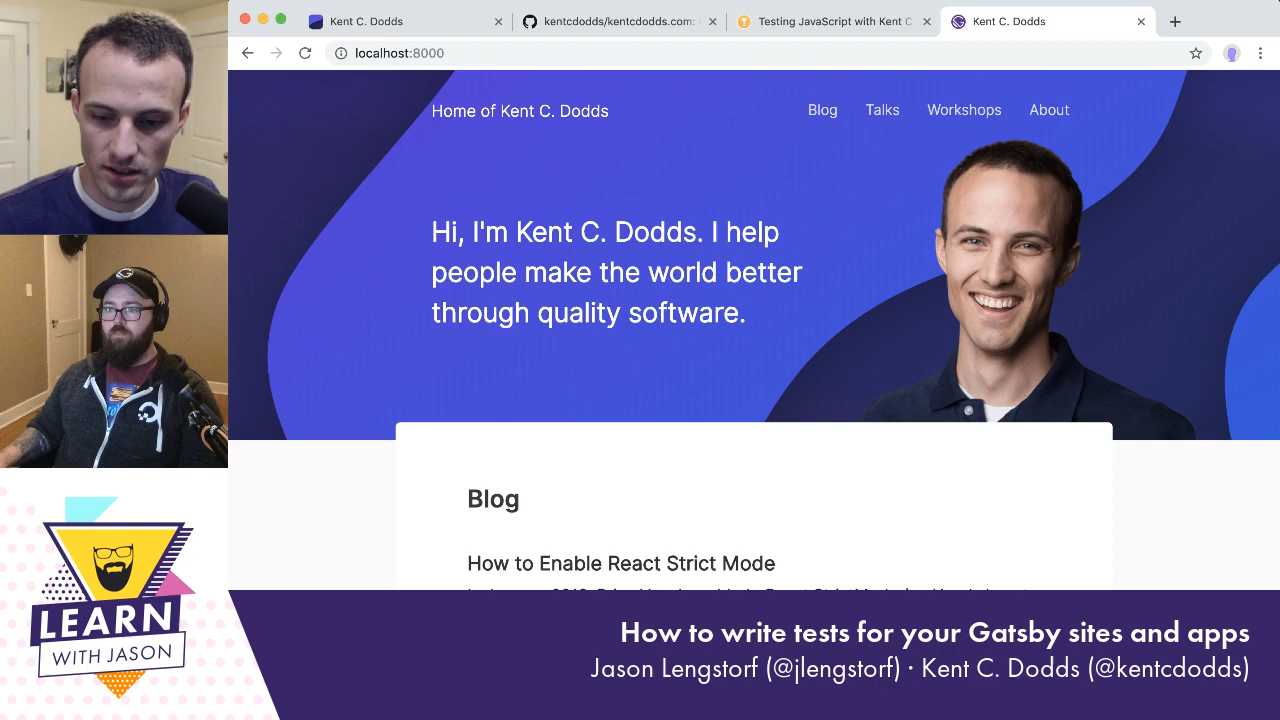 Kent C. Dodds
kentcdodds/kentcdodds.com:
Testing JavaScript with Kent C
Kent C. Dodds
localhost:8000
Home of Kent C. Dodds
Blog
Talks
Workshops
About
Hi, I'm Kent C. Dodds. I help
people make the world better
through quality software.
Blog
How to Enable React Strict Mode
LEARN
WITH JASON
How to write tests for your Gatsby sites and apps
Jason Lengstorf (@jlengstorf) · Kent C. Dodds (@kentcdodds)